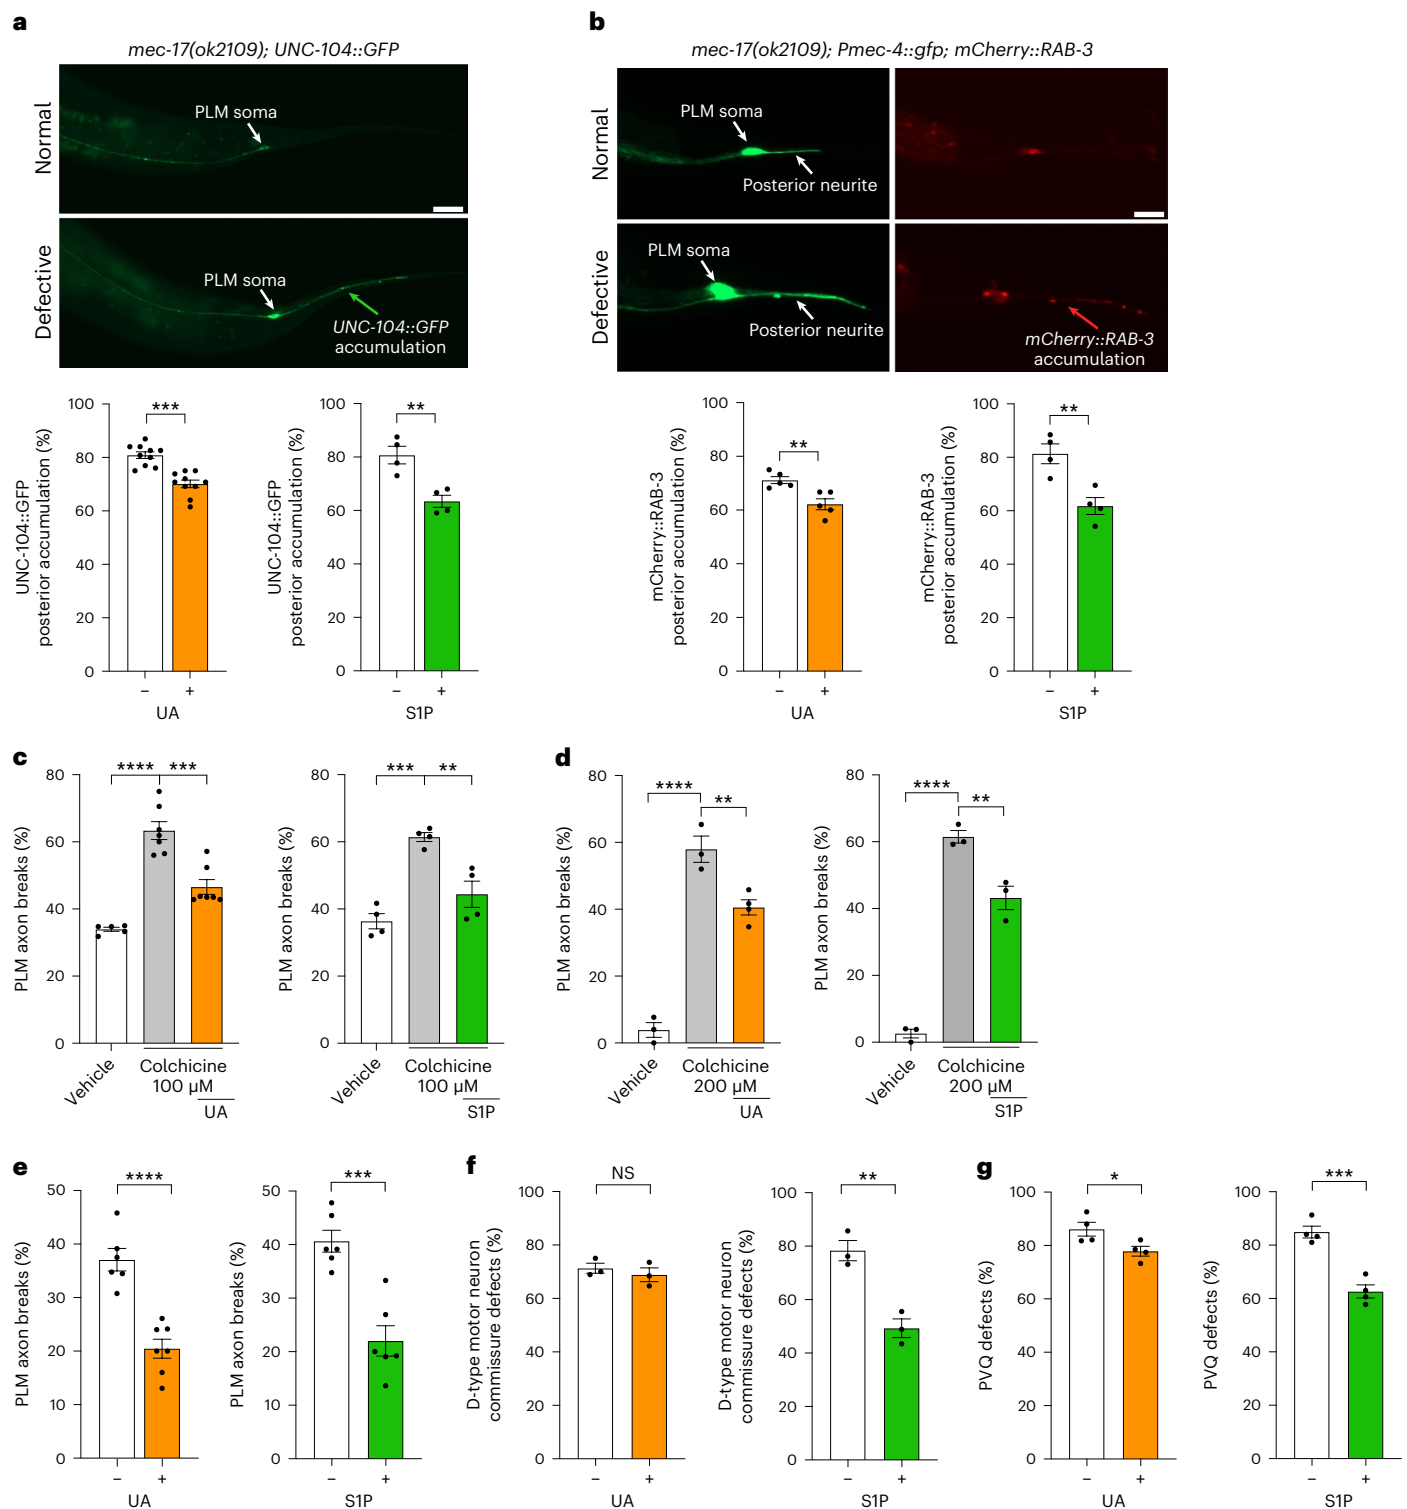 a
mec-17(ok2109); UNC-104::GFP
Normal
PLM soma
Defective
PLM soma
UNC-104::GFP
accumulation
UNC-104::GFP
posterior accumulation (%)
100
80
60
40
20
0
***
−
+
UA
UNC-104::GFP
posterior accumulation (%)
100
80
60
40
20
0
**
−
+
S1P
b
mec-17(ok2109); Pmec-4::gfp; mCherry::RAB-3
Normal
PLM soma
Posterior neurite
Defective
PLM soma
Posterior neurite
mCherry::RAB-3
accumulation
mCherry::RAB-3
posterior accumulation (%)
100
80
60
40
20
0
**
−
+
UA
mCherry::RAB-3
posterior accumulation (%)
100
80
60
40
20
0
**
−
+
S1P
c
PLM axon breaks (%)
80
60
40
20
0
**** ***
Vehicle
Colchicine
100 µM
UA
PLM axon breaks (%)
80
60
40
20
0
*** **
Vehicle
Colchicine
100 µM
S1P
d
PLM axon breaks (%)
80
60
40
20
0
****
**
Vehicle
Colchicine
200 µM
UA
PLM axon breaks (%)
80
60
40
20
0
****
**
Vehicle
Colchicine
200 µM
S1P
e
PLM axon breaks (%)
50
40
30
20
10
0
****
−
+
UA
PLM axon breaks (%)
50
40
30
20
10
0
***
−
+
S1P
f
D-type motor neuron
commissure defects (%)
100
80
60
40
20
0
NS
−
+
UA
D-type motor neuron
commissure defects (%)
100
80
60
40
20
0
**
−
+
S1P
g
PVQ defects (%)
100
80
60
40
20
0
*
−
+
UA
PVQ defects (%)
100
80
60
40
20
0
***
−
+
S1P